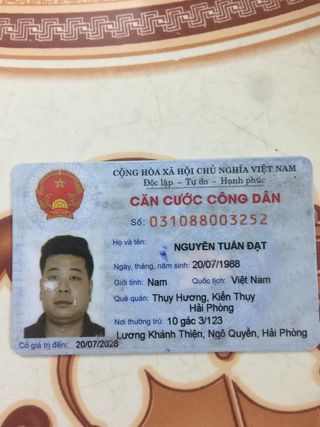 CỘNG HÒA XÃ HỘI CHỦ NGHĨA VIỆT NAM
Độc lập - Tự do - Hạnh phúc
CĂN CƯỚC CÔNG DÂN
Số: 031088003252
Họ và tên:
NGUYỄN TUẤN ĐẠT
Ngày, tháng, năm sinh: 20/07/1988
Giới tính: Nam Quốc tịch: Việt Nam
Quê quán: Thụy Hương, Kiến Thụy
Hải Phòng
Nơi thường trú: 10 gác 3/123
Lương Khánh Thiện, Ngô Quyền, Hải Phòng
Có giá trị đến: 20/07/2028